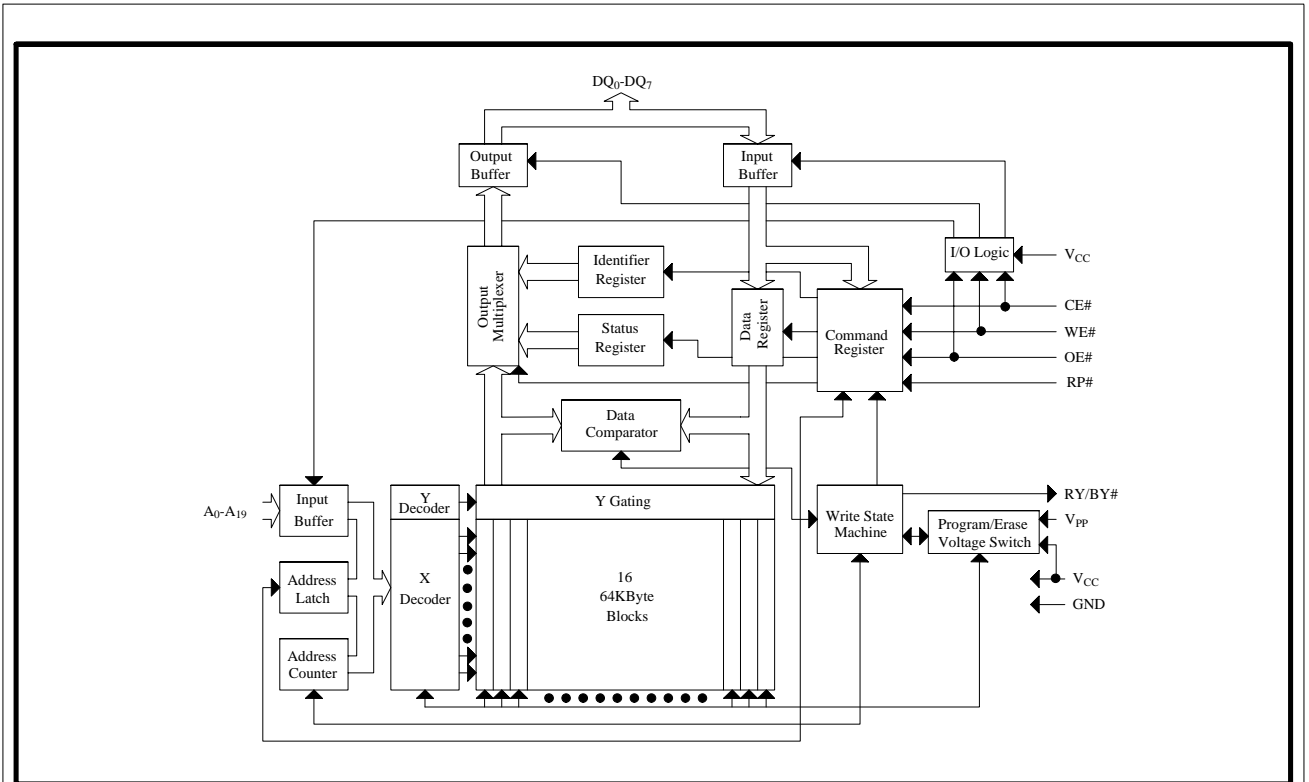 DQ0-DQ7
Output
Buffer
Input
Buffer
I/O Logic
VCC
Output
Multiplexer
Identifier
Register
Status
Register
Data
Register
Command
Register
CE#
WE#
OE#
RP#
Data
Comparator
A0-A19
Input
Buffer
Y
Decoder
Y Gating
Address
Latch
X
Decoder
16
64KByte
Blocks
Address
Counter
Write State
Machine
Program/Erase
Voltage Switch
RY/BY#
VPP
VCC
GND